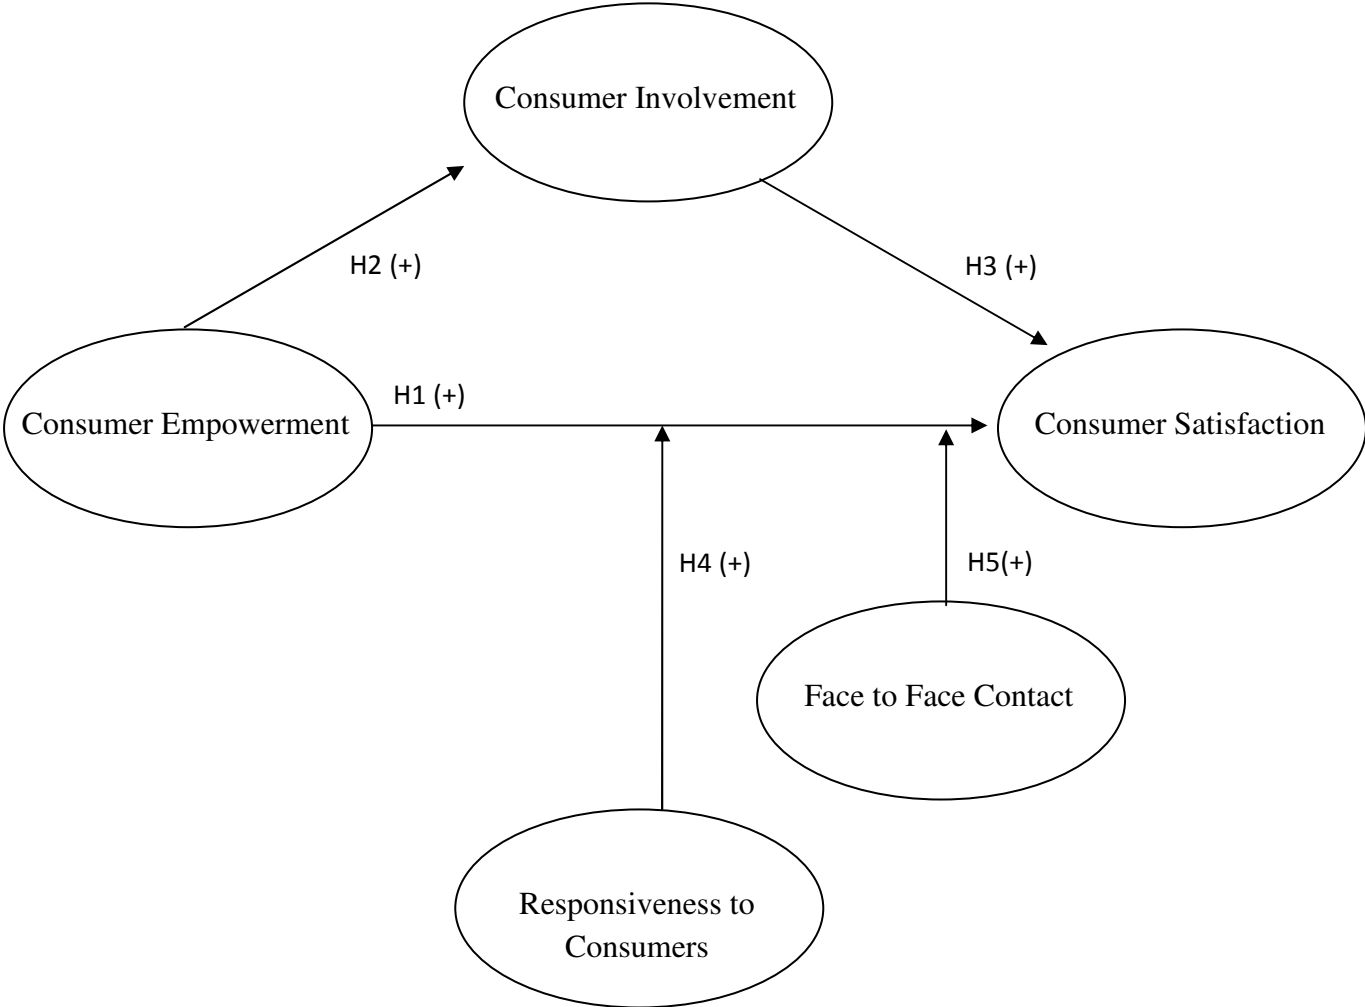 Consumer Involvement
H2 (+)
H3 (+)
H1 (+)
Consumer Empowerment
Consumer Satisfaction
H4 (+)
H5(+)
Face to Face Contact
Responsiveness to
Consumers